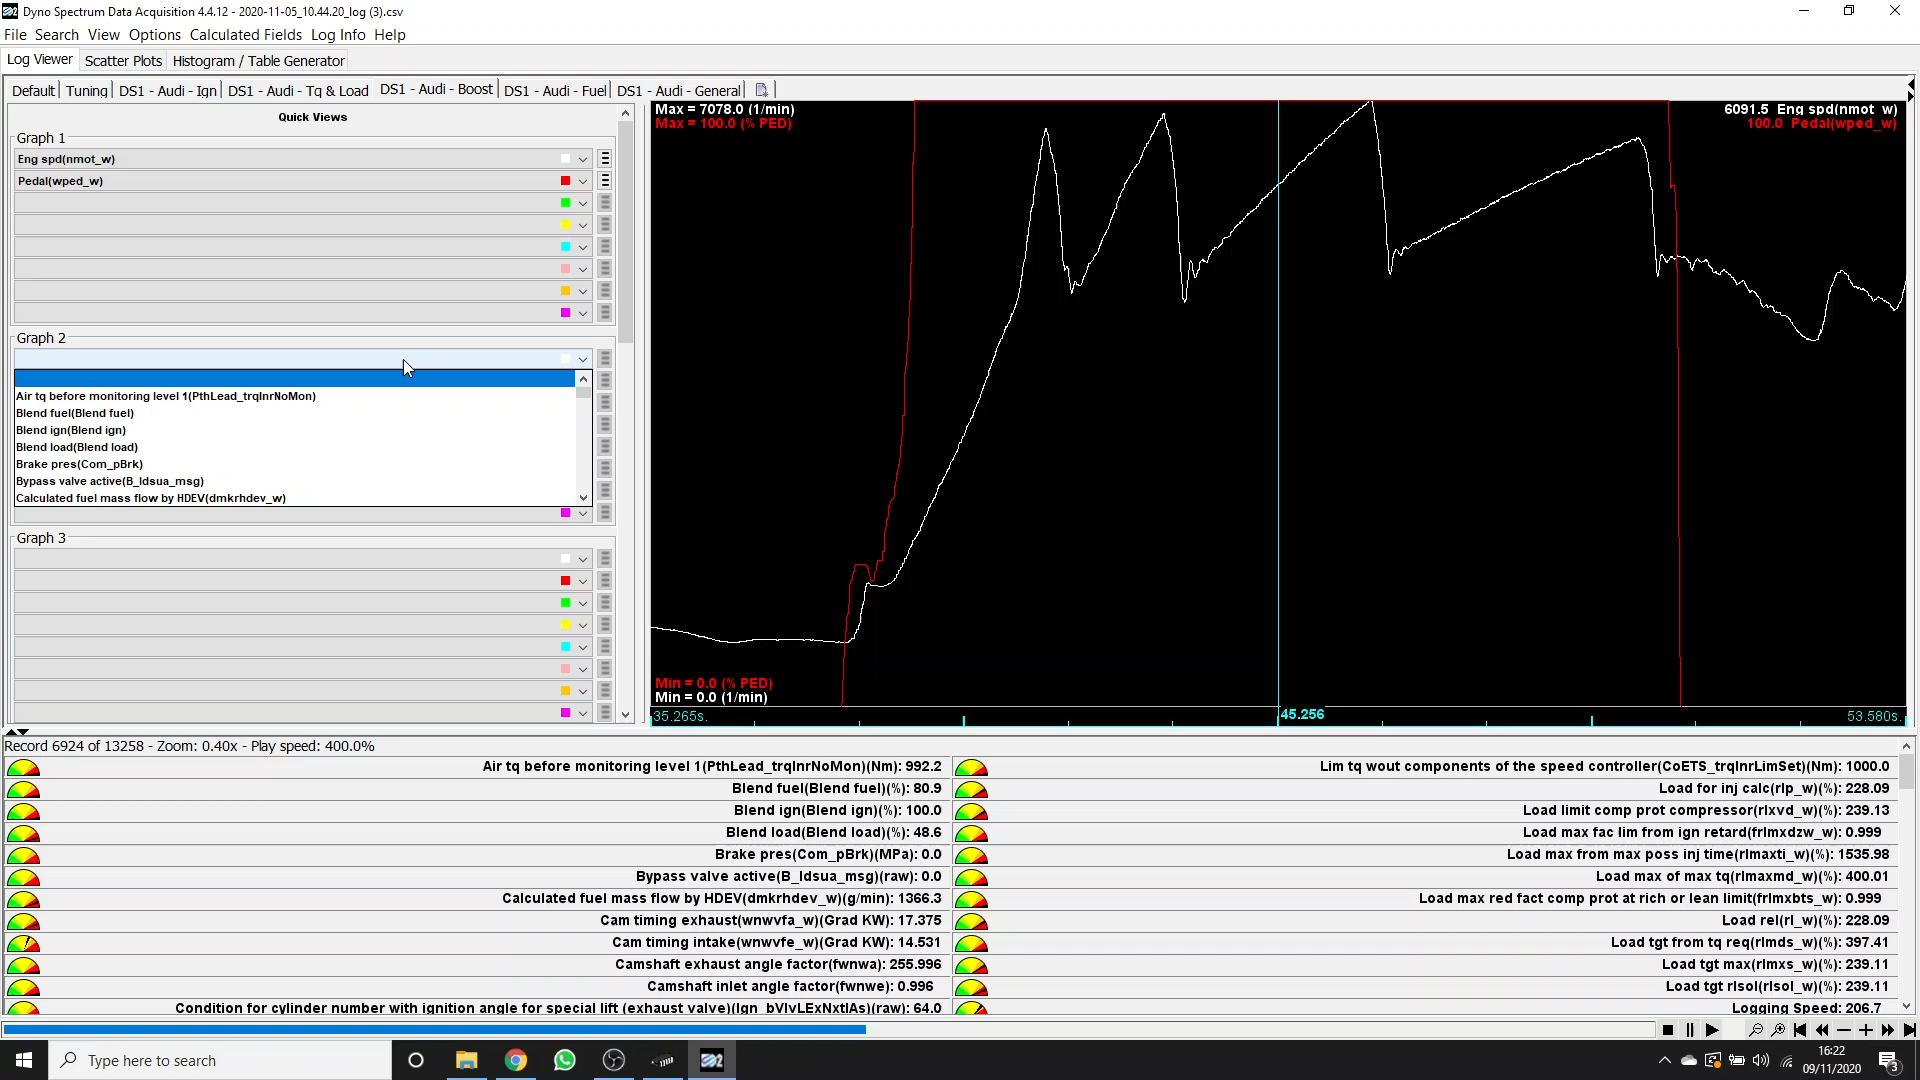 Dyno Spectrum Data Acquisition 4.4.12 - 2020-11-05_10.44.20_log (3).csv
File Search View Options Calculated Fields Log Info Help
Log Viewer Scatter Plots Histogram / Table Generator
Default Tuning DS1 - Audi - Ign DS1 - Audi - Tq & Load DS1 - Audi - Boost DS1 - Audi - Fuel DS1 - Audi - General
Quick Views
Graph 1
Eng spd(nmot_w)
Pedal(wped_w)
Graph 2
Air tq before monitoring level 1(PthLead_trqInrNoMon)
Blend fuel(Blend fuel)
Blend ign(Blend ign)
Blend load(Blend load)
Brake pres(Com_pBrk)
Bypass valve active(B_ldsua_msg)
Calculated fuel mass flow by HDEV(dmkrhdev_w)
Graph 3
Max = 7078.0 (1/min)
Max = 100.0 (% PED)
6091.5 Eng spd(nmot_w)
100.0 Pedal(wped_w)
Min = 0.0 (% PED)
Min = 0.0 (1/min)
35.265s.
45.256
53.580s.
Record 6924 of 13258 - Zoom: 0.40x - Play speed: 400.0%
Air tq before monitoring level 1(PthLead_trqInrNoMon)(Nm): 992.2
Blend fuel(Blend fuel)(%): 80.9
Blend ign(Blend ign)(%): 100.0
Blend load(Blend load)(%): 48.6
Brake pres(Com_pBrk)(MPa): 0.0
Bypass valve active(B_ldsua_msg)(raw): 0.0
Calculated fuel mass flow by HDEV(dmkrhdev_w)(g/min): 1366.3
Cam timing exhaust(wnwvfa_w)(Grad KW): 17.375
Cam timing intake(wnwvfe_w)(Grad KW): 14.531
Camshaft exhaust angle factor(fwnwa): 255.996
Camshaft inlet angle factor(fwnwe): 0.996
Condition for cylinder number with ignition angle for special lift (exhaust valve)(Ign_bVlvLExNxtIAs)(raw): 64.0
Lim tq wout components of the speed controller(CoETS_trqInrLimSet)(Nm): 1000.0
Load for inj calc(rlp_w)(%): 228.09
Load limit comp prot compressor(rlxvd_w)(%): 239.13
Load max fac lim from ign retard(frlmxdzw_w): 0.999
Load max from max poss inj time(rlmaxti_w)(%): 1535.98
Load max of max tq(rlmaxmd_w)(%): 400.01
Load max red fact comp prot at rich or lean limit(frlmxbts_w): 0.999
Load rel(rl_w)(%): 228.09
Load tgt from tq req(rlmds_w)(%): 397.41
Load tgt max(rlmxs_w)(%): 239.11
Load tgt rlsol(rlsol_w)(%): 239.11
Logging Speed: 206.7
Type here to search
16:22
09/11/2020
3